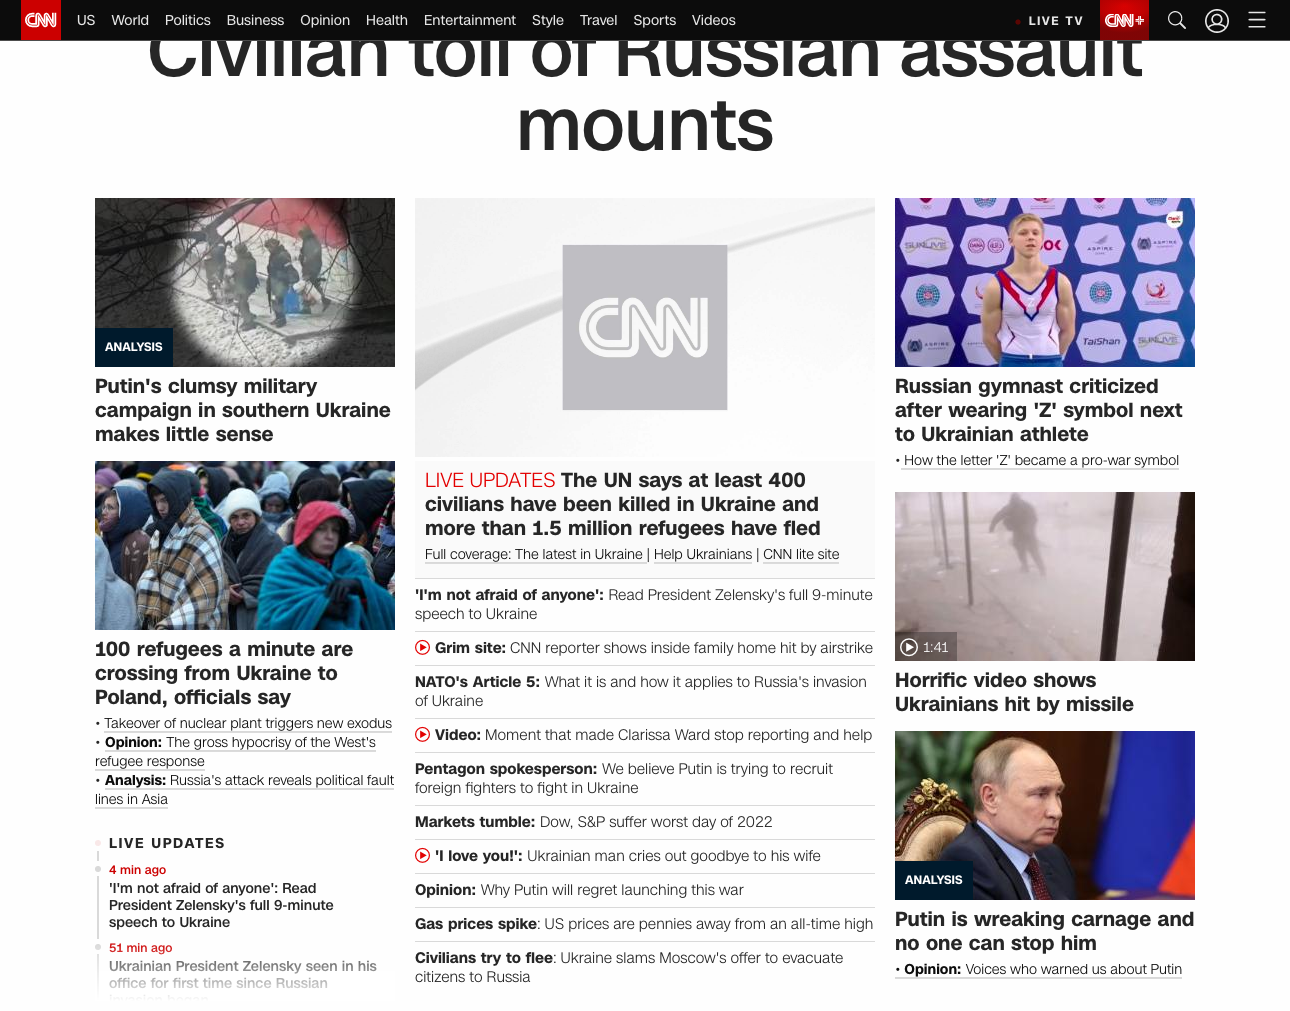 CNN US World Politics Business Opinion Health Entertainment Style Travel Sports Videos LIVE TV CNN+
Civilian toll of Russian assault
mounts
ANALYSIS
Putin's clumsy military
campaign in southern Ukraine
makes little sense
100 refugees a minute are
crossing from Ukraine to
Poland, officials say
• Takeover of nuclear plant triggers new exodus
• Opinion: The gross hypocrisy of the West's
refugee response
• Analysis: Russia's attack reveals political fault
lines in Asia
LIVE UPDATES
4 min ago
'I'm not afraid of anyone': Read
President Zelensky's full 9-minute
speech to Ukraine
51 min ago
Ukrainian President Zelensky seen in his
office for first time since Russian
invasion began
CNN
LIVE UPDATES The UN says at least 400
civilians have been killed in Ukraine and
more than 1.5 million refugees have fled
Full coverage: The latest in Ukraine | Help Ukrainians | CNN lite site
'I'm not afraid of anyone': Read President Zelensky's full 9-minute
speech to Ukraine
Grim site: CNN reporter shows inside family home hit by airstrike
NATO's Article 5: What it is and how it applies to Russia's invasion
of Ukraine
Video: Moment that made Clarissa Ward stop reporting and help
Pentagon spokesperson: We believe Putin is trying to recruit
foreign fighters to fight in Ukraine
Markets tumble: Dow, S&P suffer worst day of 2022
'I love you!': Ukrainian man cries out goodbye to his wife
Opinion: Why Putin will regret launching this war
Gas prices spike: US prices are pennies away from an all-time high
Civilians try to flee: Ukraine slams Moscow's offer to evacuate
citizens to Russia
SUNLIVE
ASPIRE
ASPIRE
TaiShan
SUNLIVE
Russian gymnast criticized
after wearing 'Z' symbol next
to Ukrainian athlete
• How the letter 'Z' became a pro-war symbol
1:41
Horrific video shows
Ukrainians hit by missile
ANALYSIS
Putin is wreaking carnage and
no one can stop him
• Opinion: Voices who warned us about Putin